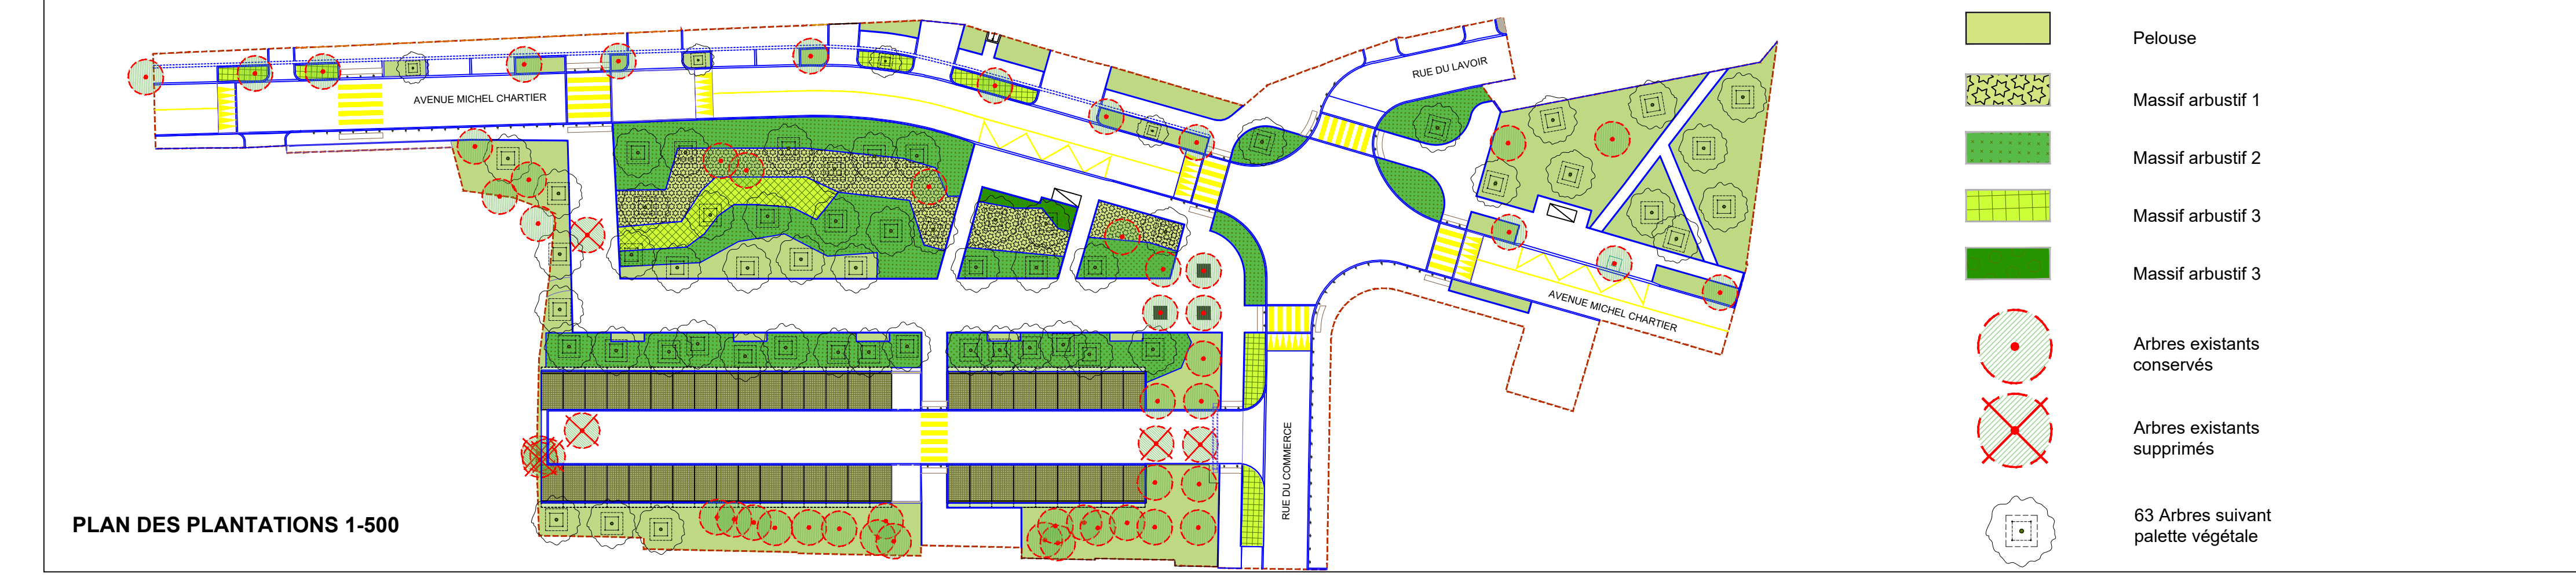 AVENUE MICHEL CHARTIER
RUE DU LAVOIR
AVENUE MICHEL CHARTIER
RUE DU COMMERCE
PLAN DES PLANTATIONS 1-500
Pelouse
Massif arbustif 1
Massif arbustif 2
Massif arbustif 3
Massif arbustif 3
Arbres existants
conservés
Arbres existants
supprimés
63 Arbres suivant
palette végétale